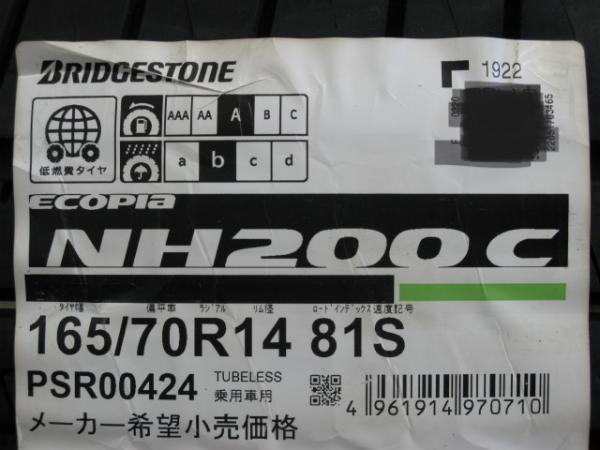 BRIDGESTONE
1922
AAA AA A B C
低燃費タイヤ
a b c d
ECOPIA
NH200 C
タイヤ幅 偏平率 ラジアル リム径 ロードインデックス 速度記号
165/70R14 81S
PSR00424 TUBELESS
乗用車用
4 961914 970710
メーカー希望小売価格